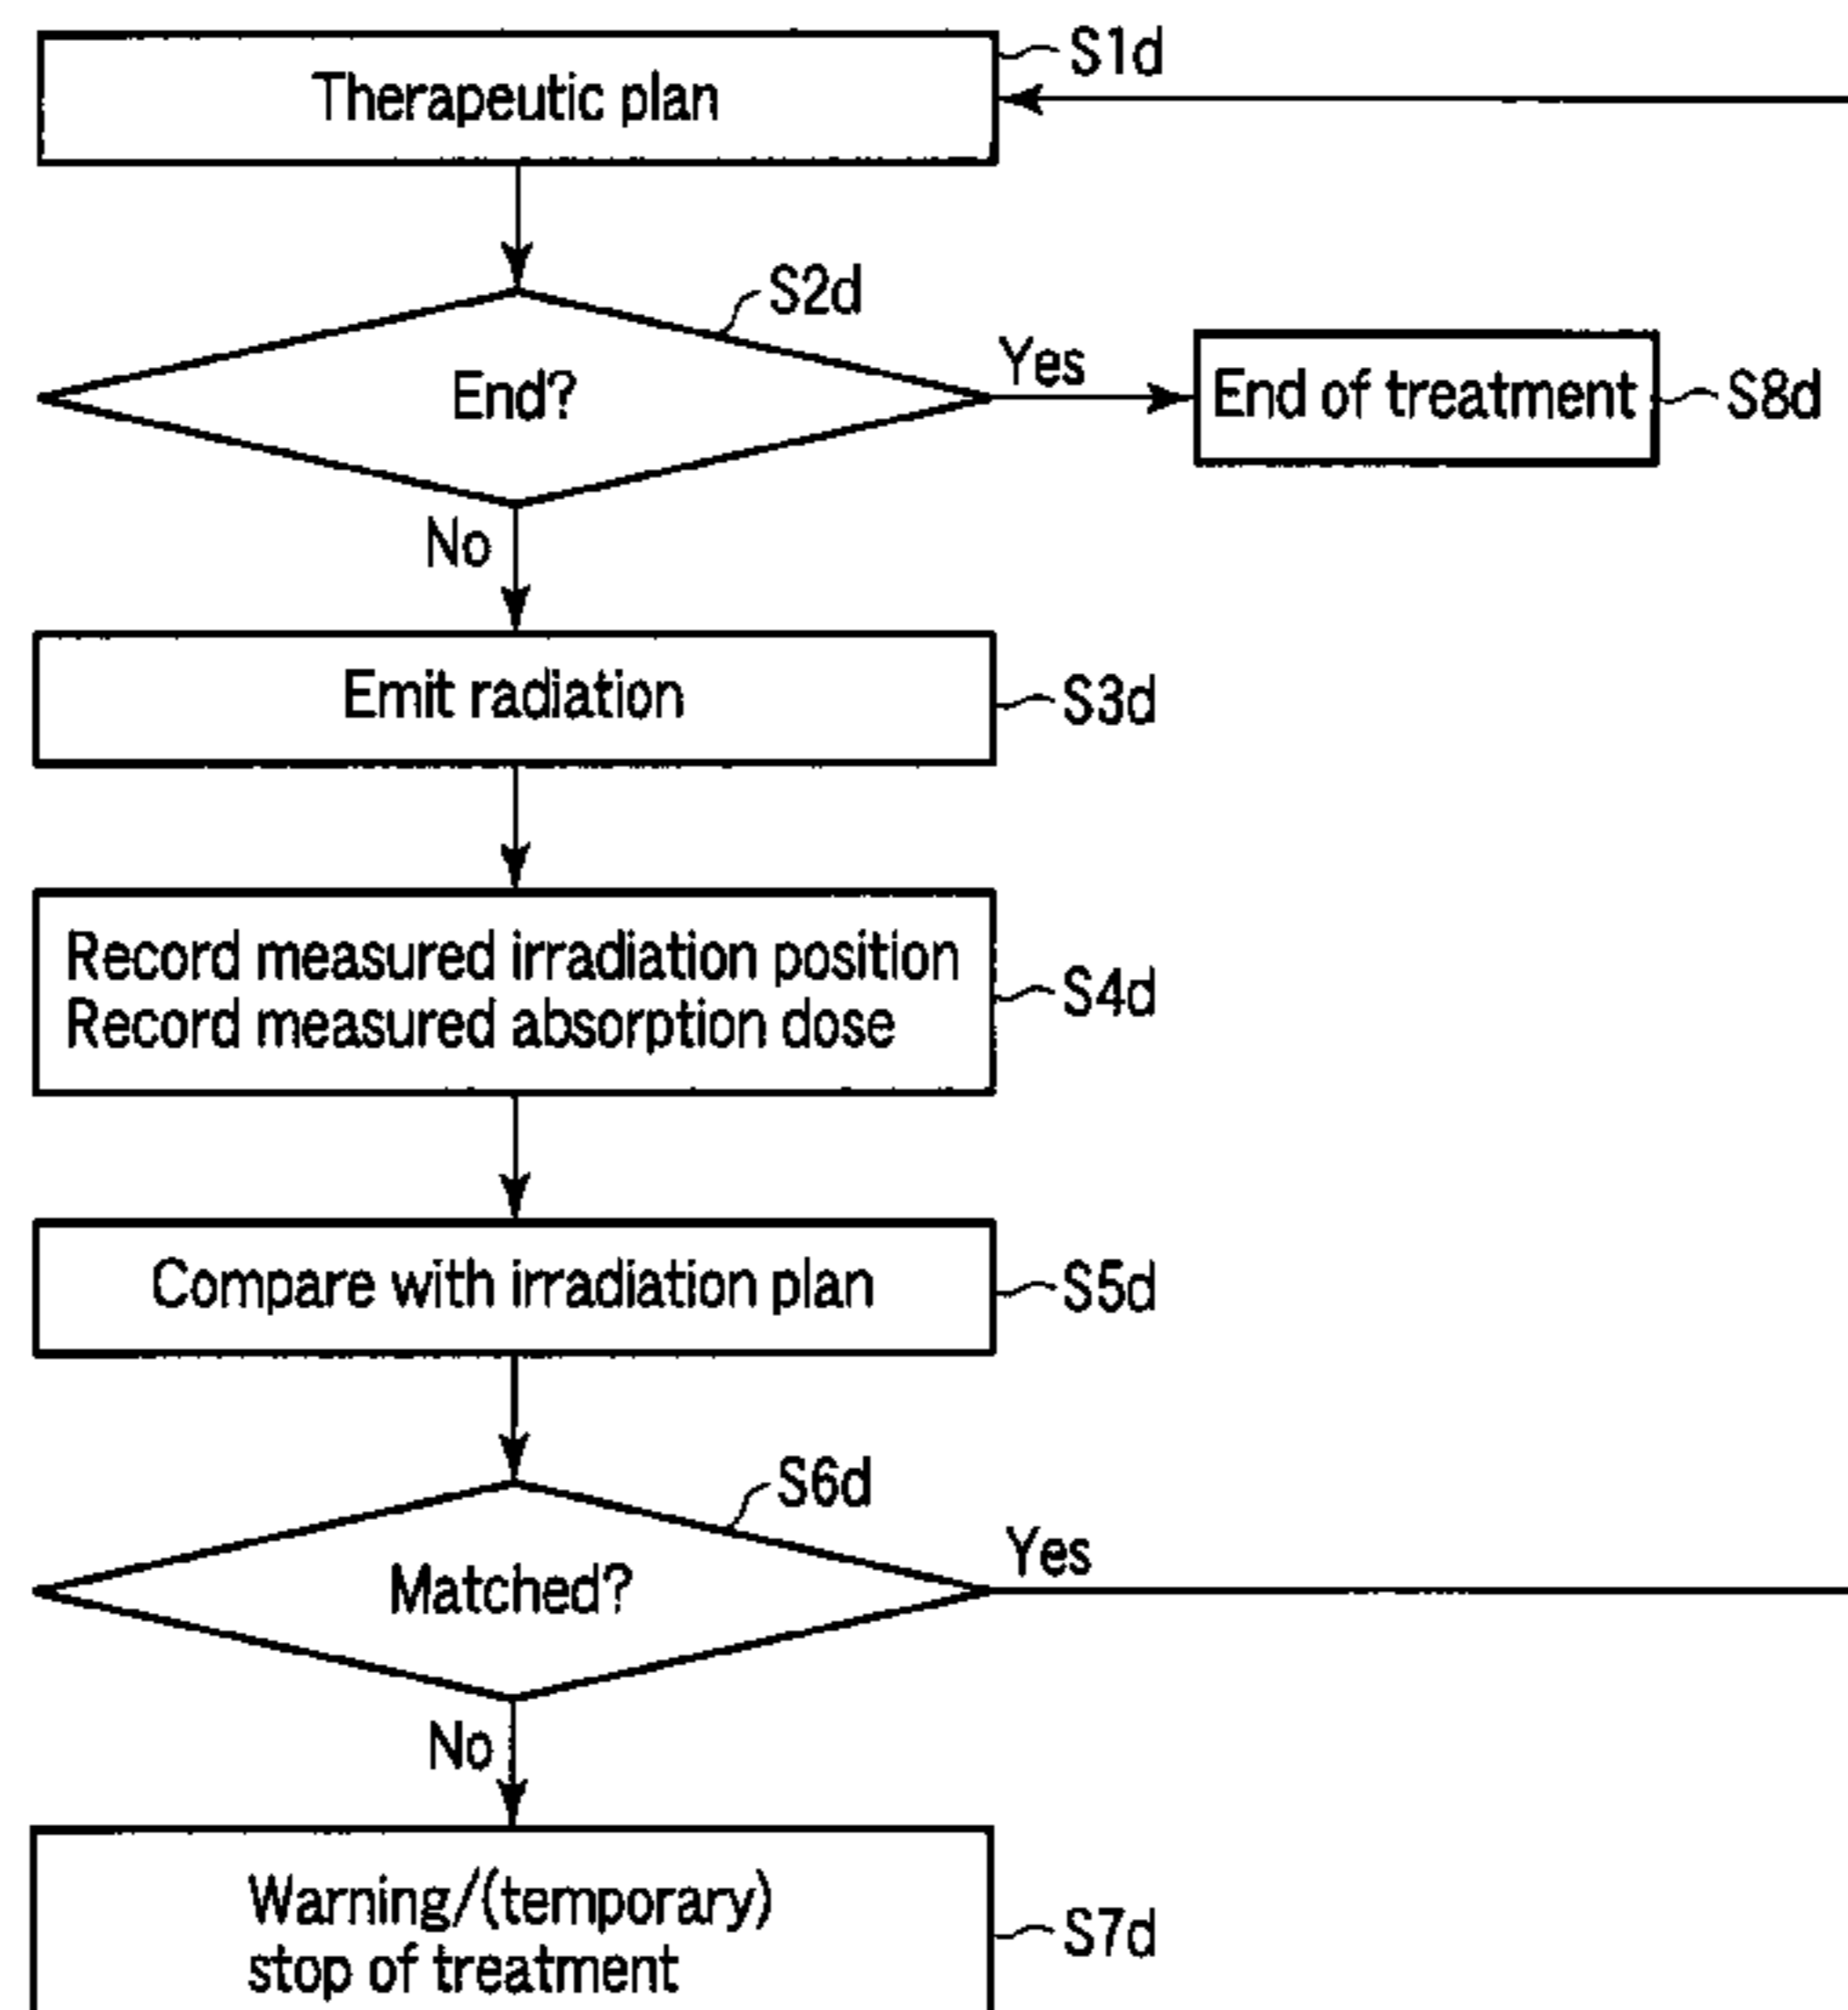 S1d
Therapeutic plan
S2d
End?
Yes
End of treatment
S8d
No
Emit radiation
S3d
Record measured irradiation position
Record measured absorption dose
S4d
Compare with irradiation plan
S5d
S6d
Matched?
Yes
No
Warning/(temporary)
stop of treatment
S7d